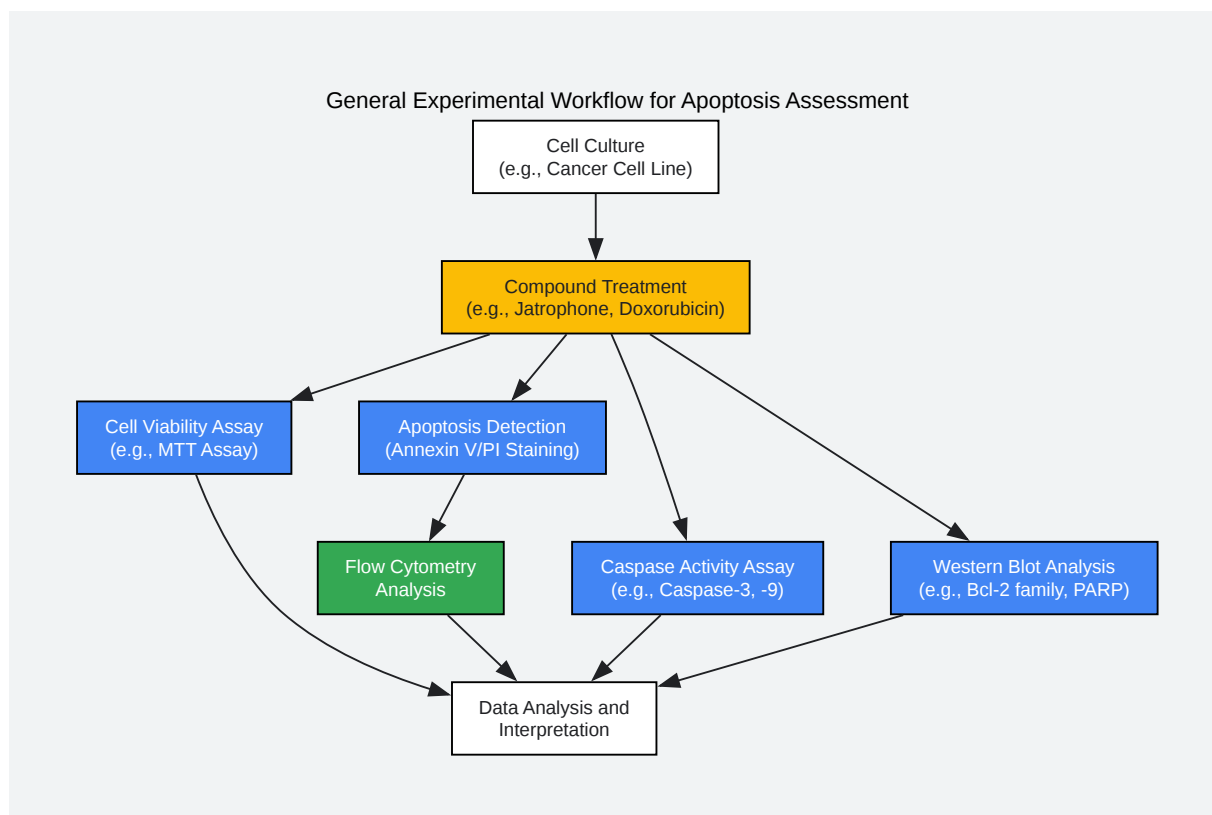 General Experimental Workflow for Apoptosis Assessment
Cell Culture
(e.g., Cancer Cell Line)
Compound Treatment
(e.g., Jatrophone, Doxorubicin)
Cell Viability Assay
(e.g., MTT Assay)
Apoptosis Detection
(Annexin V/PI Staining)
Flow Cytometry
Analysis
Caspase Activity Assay
(e.g., Caspase-3, -9)
Western Blot Analysis
(e.g., Bcl-2 family, PARP)
Data Analysis and
Interpretation